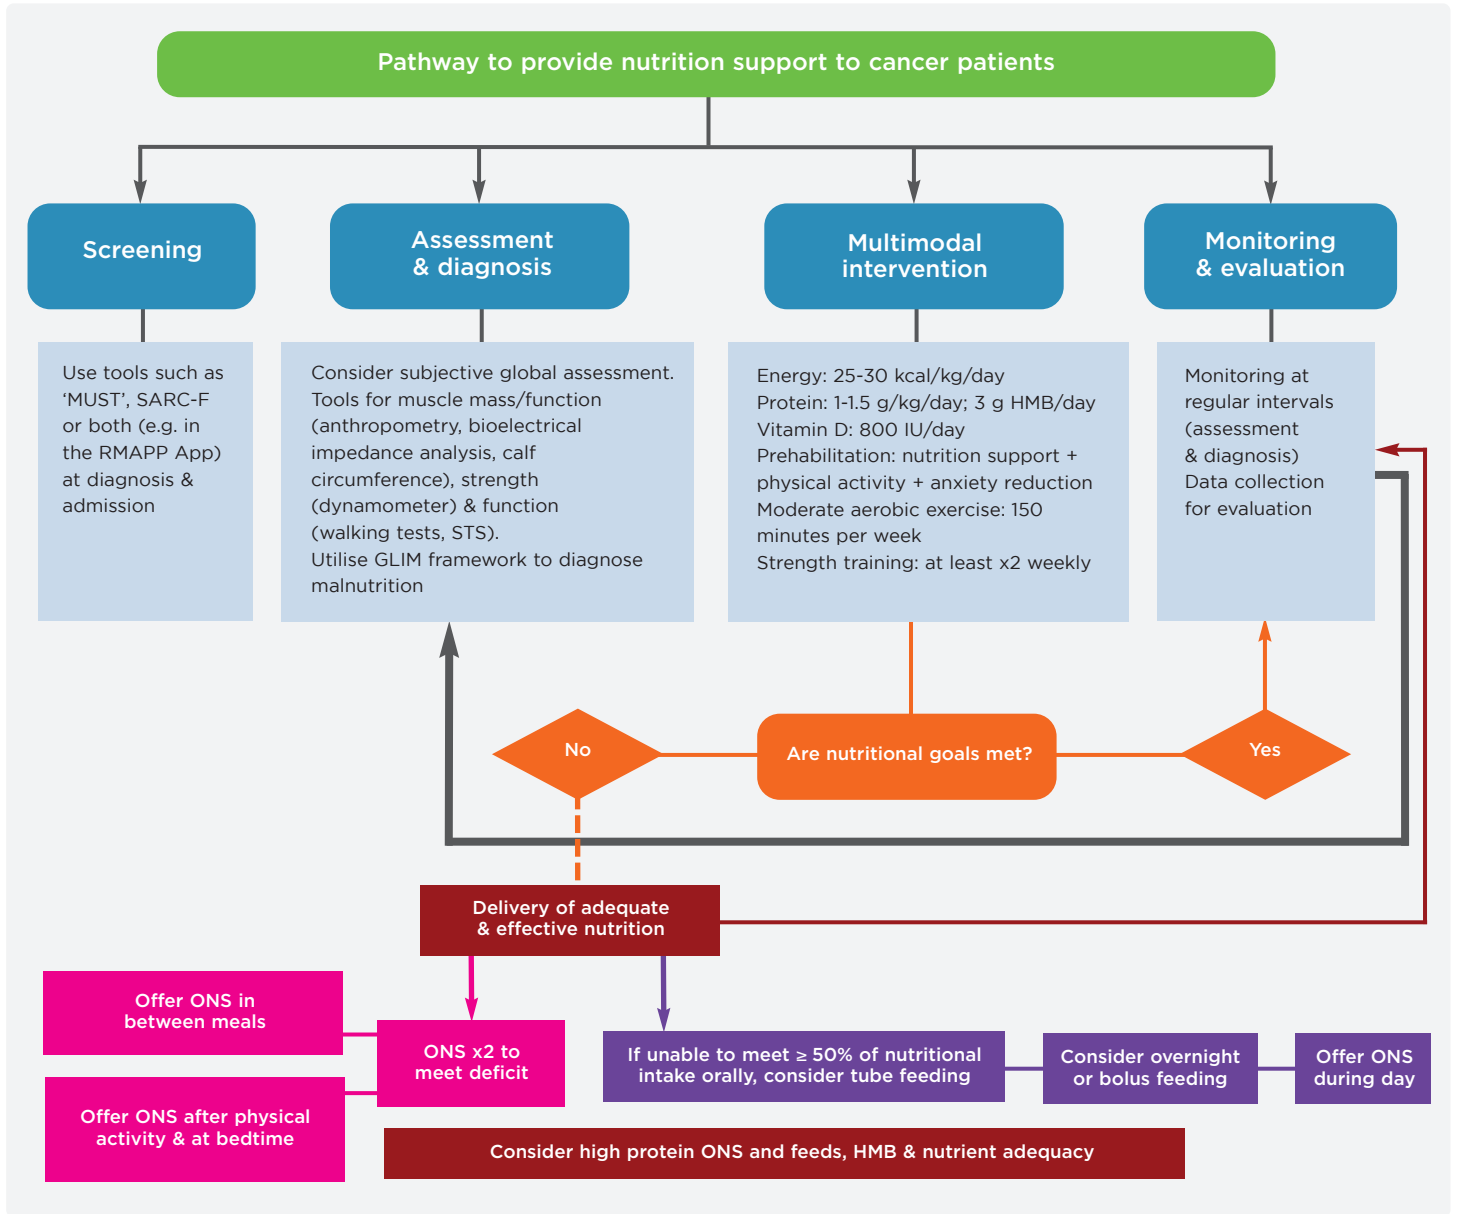 Pathway to provide nutrition support to cancer patients
Screening
Assessment
& diagnosis
Multimodal
intervention
Monitoring
& evaluation
Use tools such as
‘MUST’, SARC-F
or both (e.g. in
the RMAPP App)
at diagnosis &
admission
Consider subjective global assessment.
Tools for muscle mass/function
(anthropometry, bioelectrical
impedance analysis, calf
circumference), strength
(dynamometer) & function
(walking tests, STS).
Utilise GLIM framework to diagnose
malnutrition
Energy: 25-30 kcal/kg/day
Protein: 1-1.5 g/kg/day; 3 g HMB/day
Vitamin D: 800 IU/day
Prehabilitation: nutrition support +
physical activity + anxiety reduction
Moderate aerobic exercise: 150
minutes per week
Strength training: at least x2 weekly
Monitoring at
regular intervals
(assessment
& diagnosis)
Data collection
for evaluation
No
Are nutritional goals met?
Yes
Delivery of adequate
& effective nutrition
Offer ONS in
between meals
ONS x2 to
meet deficit
Offer ONS after physical
activity & at bedtime
If unable to meet ≥ 50% of nutritional
intake orally, consider tube feeding
Consider overnight
or bolus feeding
Offer ONS
during day
Consider high protein ONS and feeds, HMB & nutrient adequacy